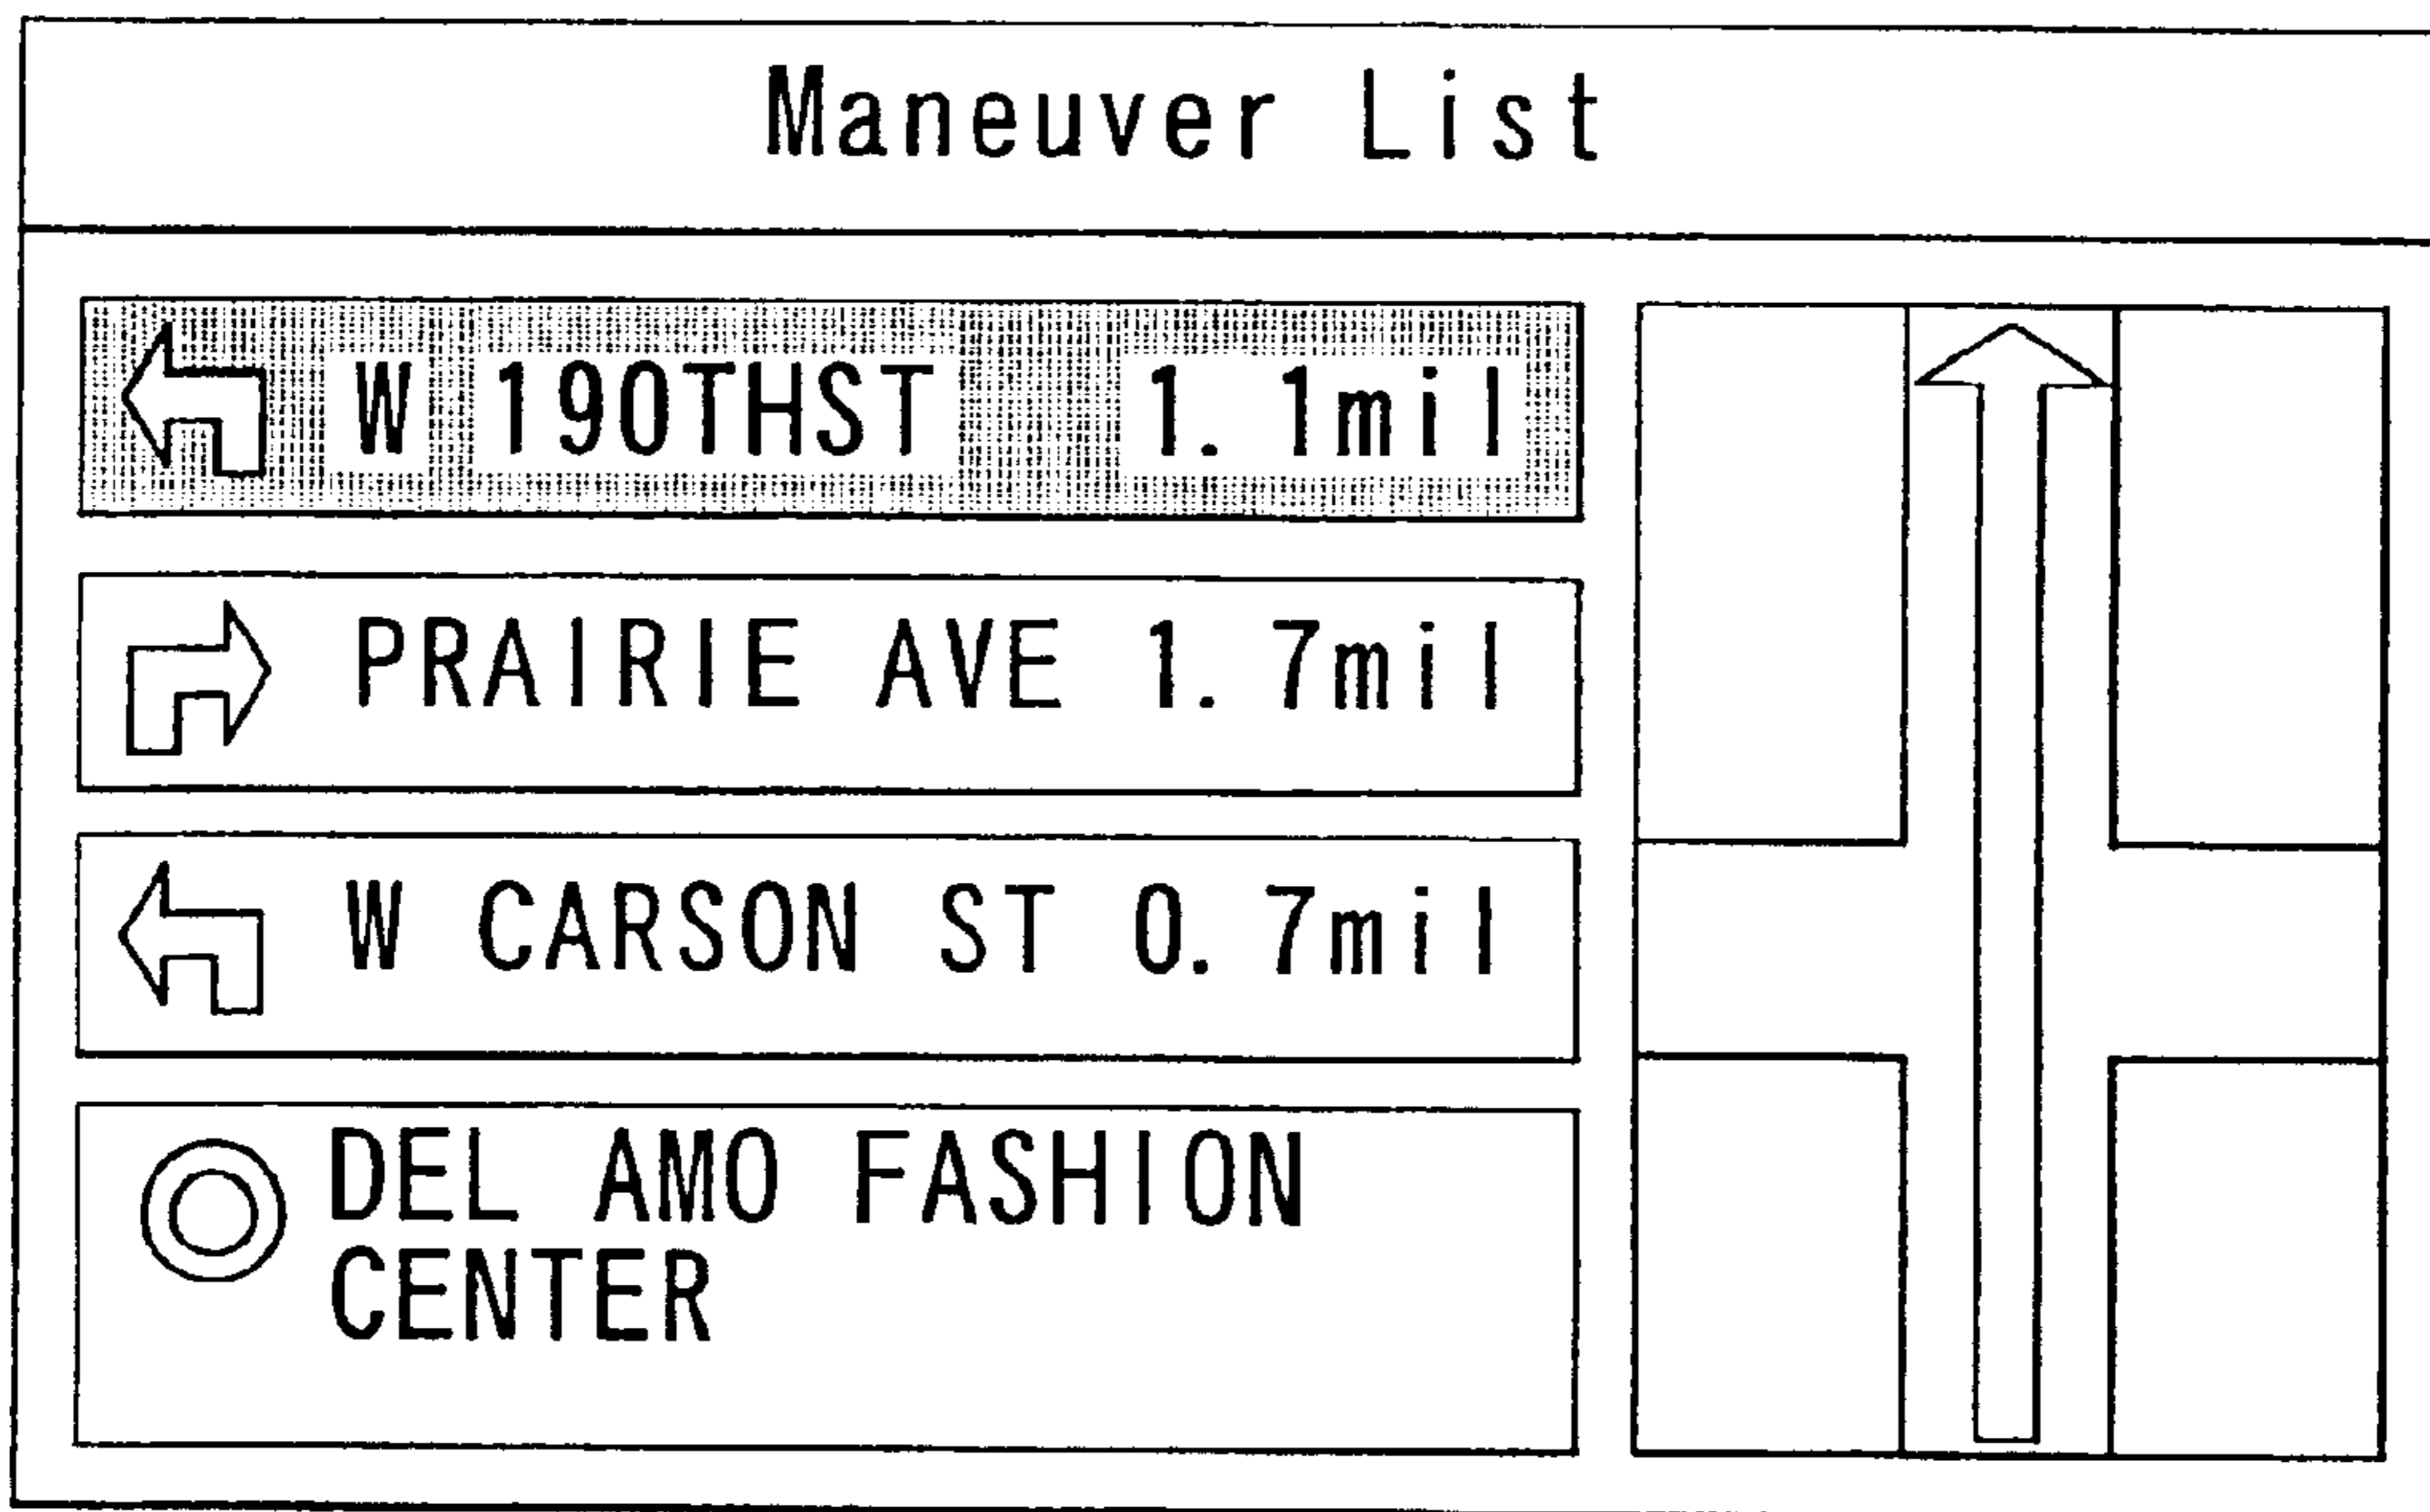 Maneuver List
W 190THST 1.1mil
PRAIRIE AVE 1.7mil
W CARSON ST 0.7mil
DEL AMO FASHION
CENTER